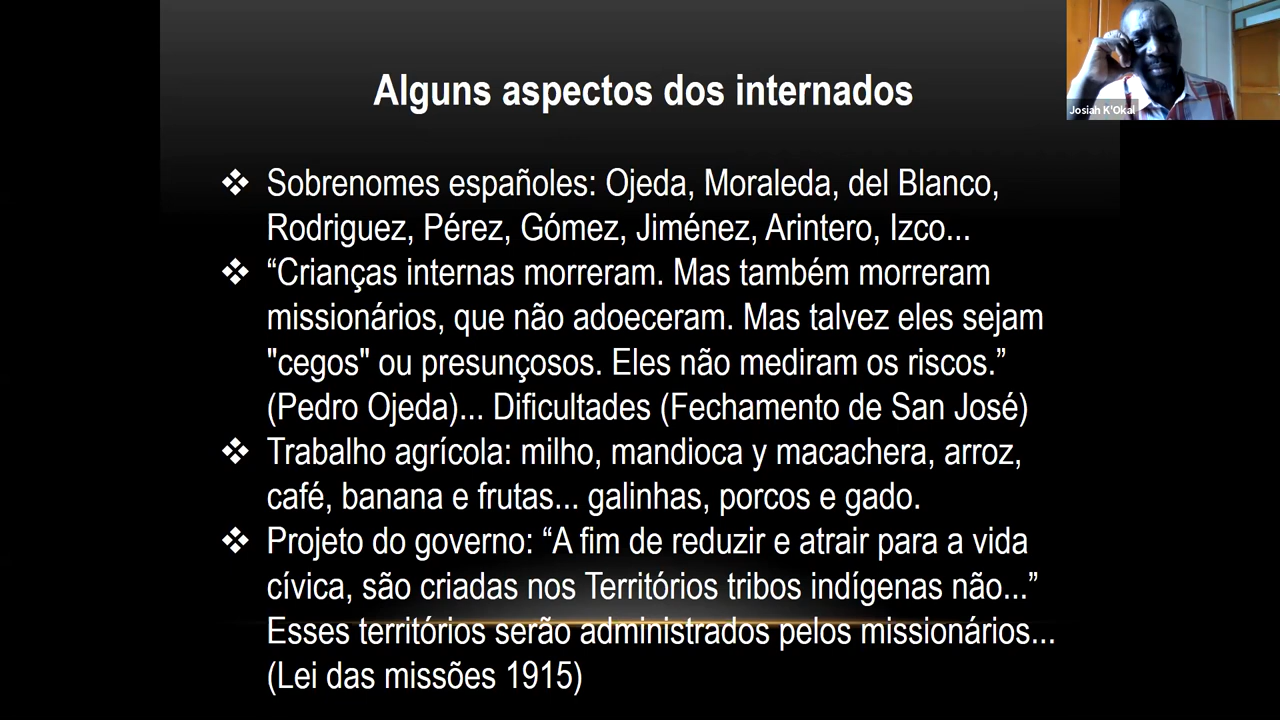 Alguns aspectos dos internados
Josiah K'Okal
❖ Sobrenomes españoles: Ojeda, Moraleda, del Blanco,
Rodriguez, Pérez, Gómez, Jiménez, Arintero, Izco...
❖ “Crianças internas morreram. Mas também morreram
missionários, que não adoeceram. Mas talvez eles sejam
"cegos" ou presunçosos. Eles não mediram os riscos.”
(Pedro Ojeda)... Dificultades (Fechamento de San José)
❖ Trabalho agrícola: milho, mandioca y macachera, arroz,
café, banana e frutas... galinhas, porcos e gado.
❖ Projeto do governo: “A fim de reduzir e atrair para a vida
cívica, são criadas nos Territórios tribos indígenas não...”
Esses territórios serão administrados pelos missionários...
(Lei das missões 1915)